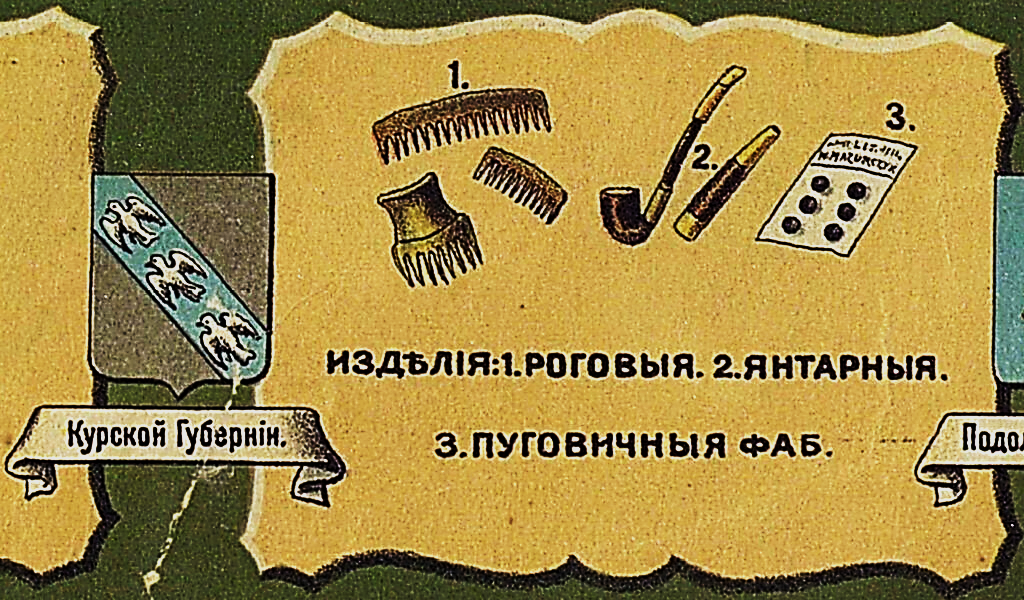 1.
2.
3.
ИЗДѢЛІЯ:1.РОГОВЫЯ. 2.ЯНТАРНЫЯ.
3.ПУГОВИЧНЫЯ ФАБ.
Курской Губерніи.